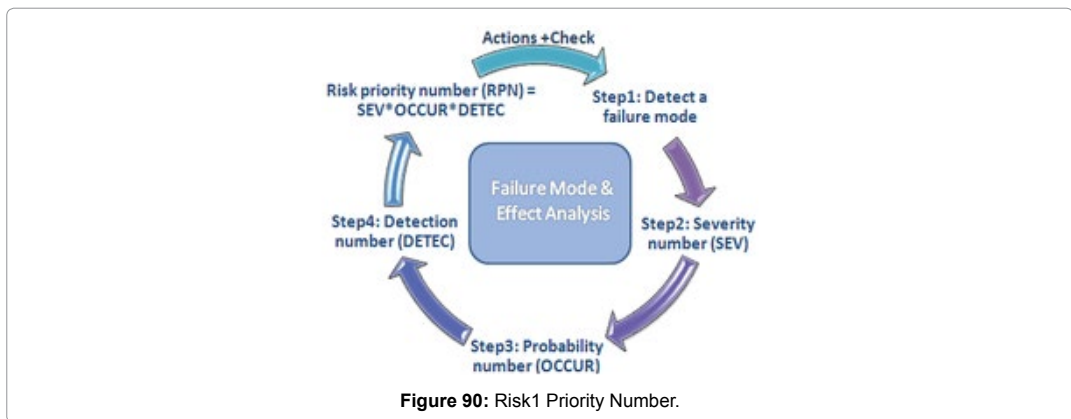 Actions +Check
Risk priority number (RPN) =
SEV*OCCUR*DETEC
Step1: Detect a
failure mode
Failure Mode &
Effect Analysis
Step2: Severity
number (SEV)
Step3: Probability
number (OCCUR)
Step4: Detection
number (DETEC)
Figure 90: Risk1 Priority Number.